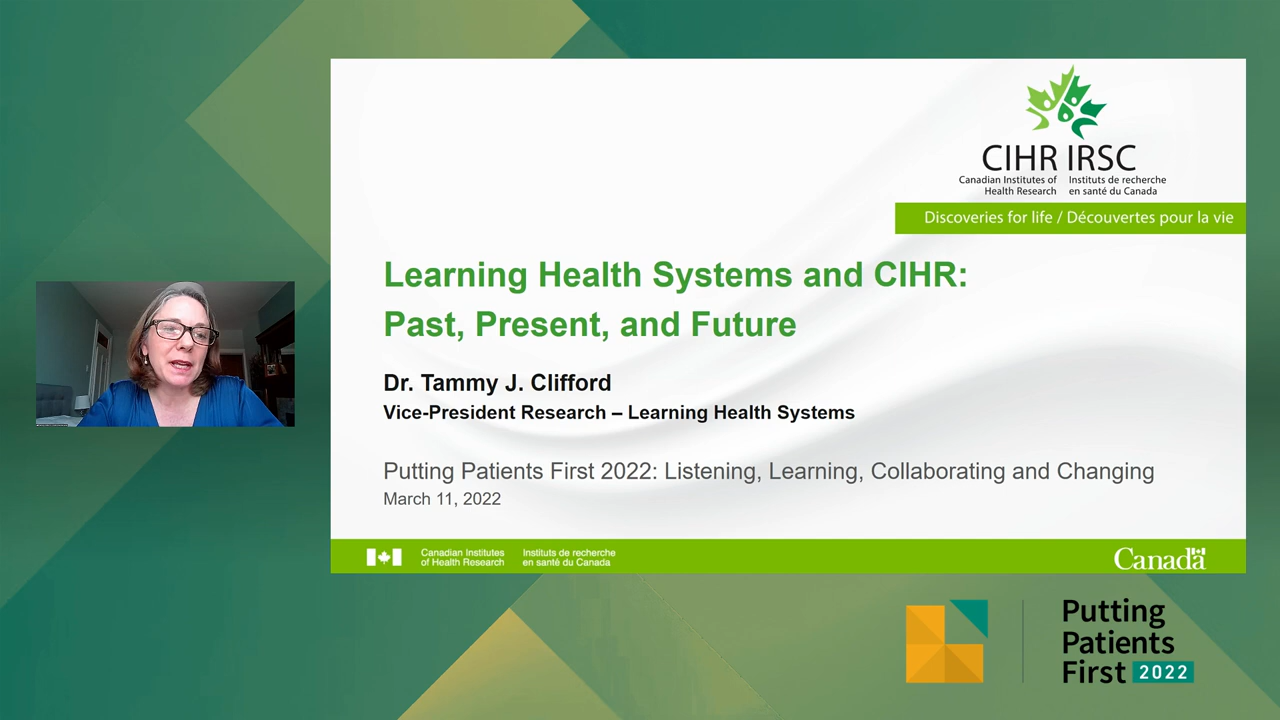 CIHR IRSC
Canadian Institutes of Health Research
Instituts de recherche en santé du Canada
Discoveries for life / Découvertes pour la vie
Learning Health Systems and CIHR:
Past, Present, and Future
Dr. Tammy J. Clifford
Vice-President Research – Learning Health Systems
Putting Patients First 2022: Listening, Learning, Collaborating and Changing
March 11, 2022
Canadian Institutes of Health Research
Instituts de recherche en santé du Canada
Canada
Putting
Patients
First 2022